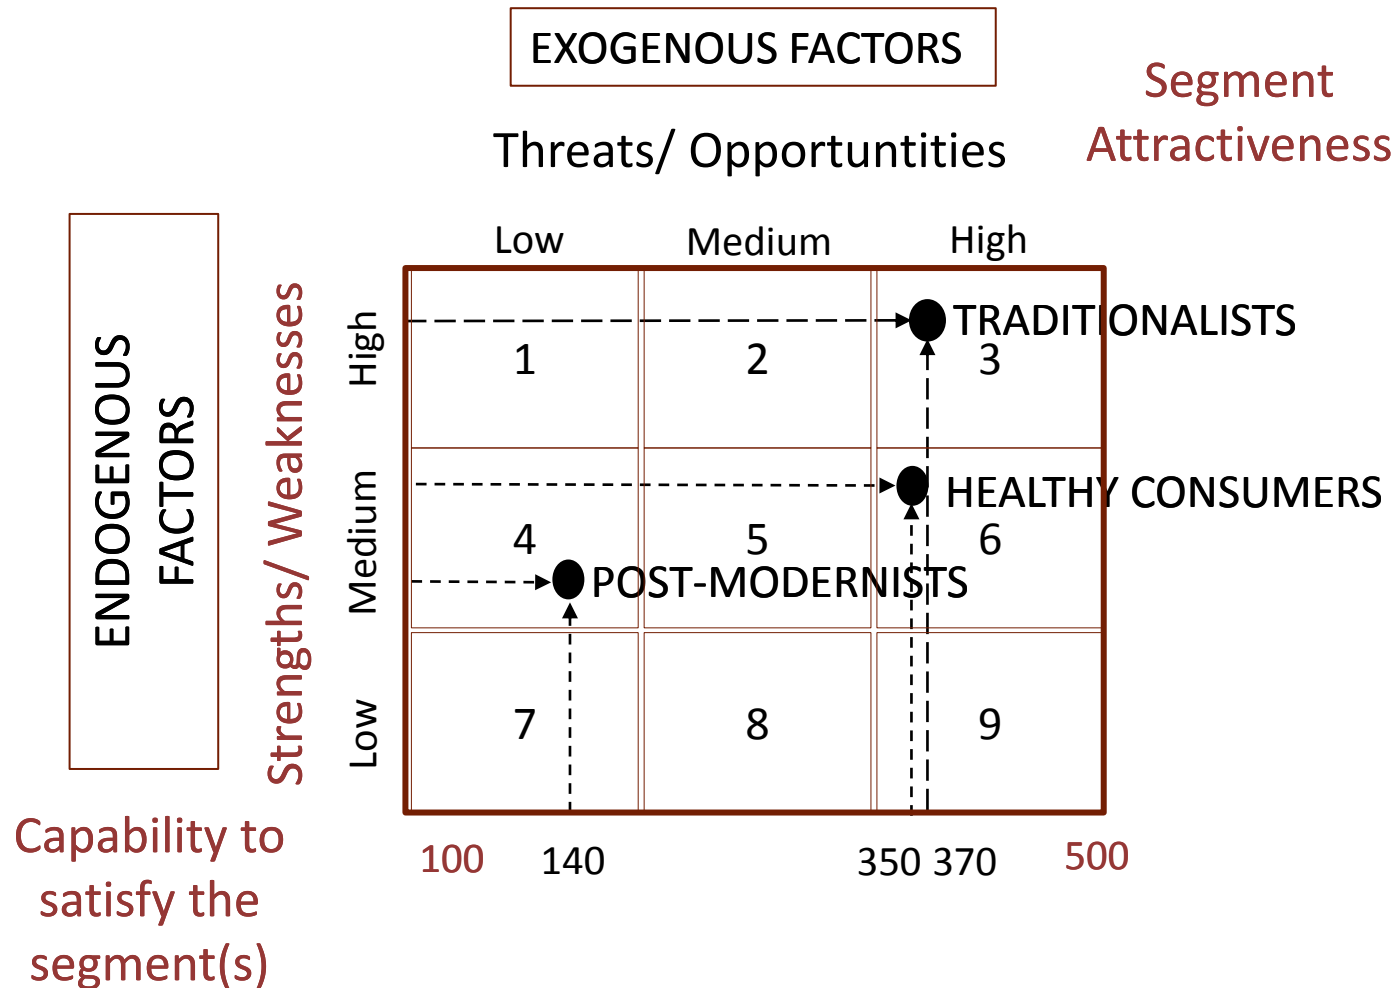 EXOGENOUS FACTORS
Segment
Attractiveness
Threats/ Opportuntities
Low Medium High
ENDOGENOUS
FACTORS
Strengths/ Weaknesses
High
Medium
Low
TRADITIONALISTS
1 2 3
HEALTHY CONSUMERS
4 5 6
POST-MODERNISTS
7 8 9
Capability to
satisfy the
segment(s)
100 140 350 370 500